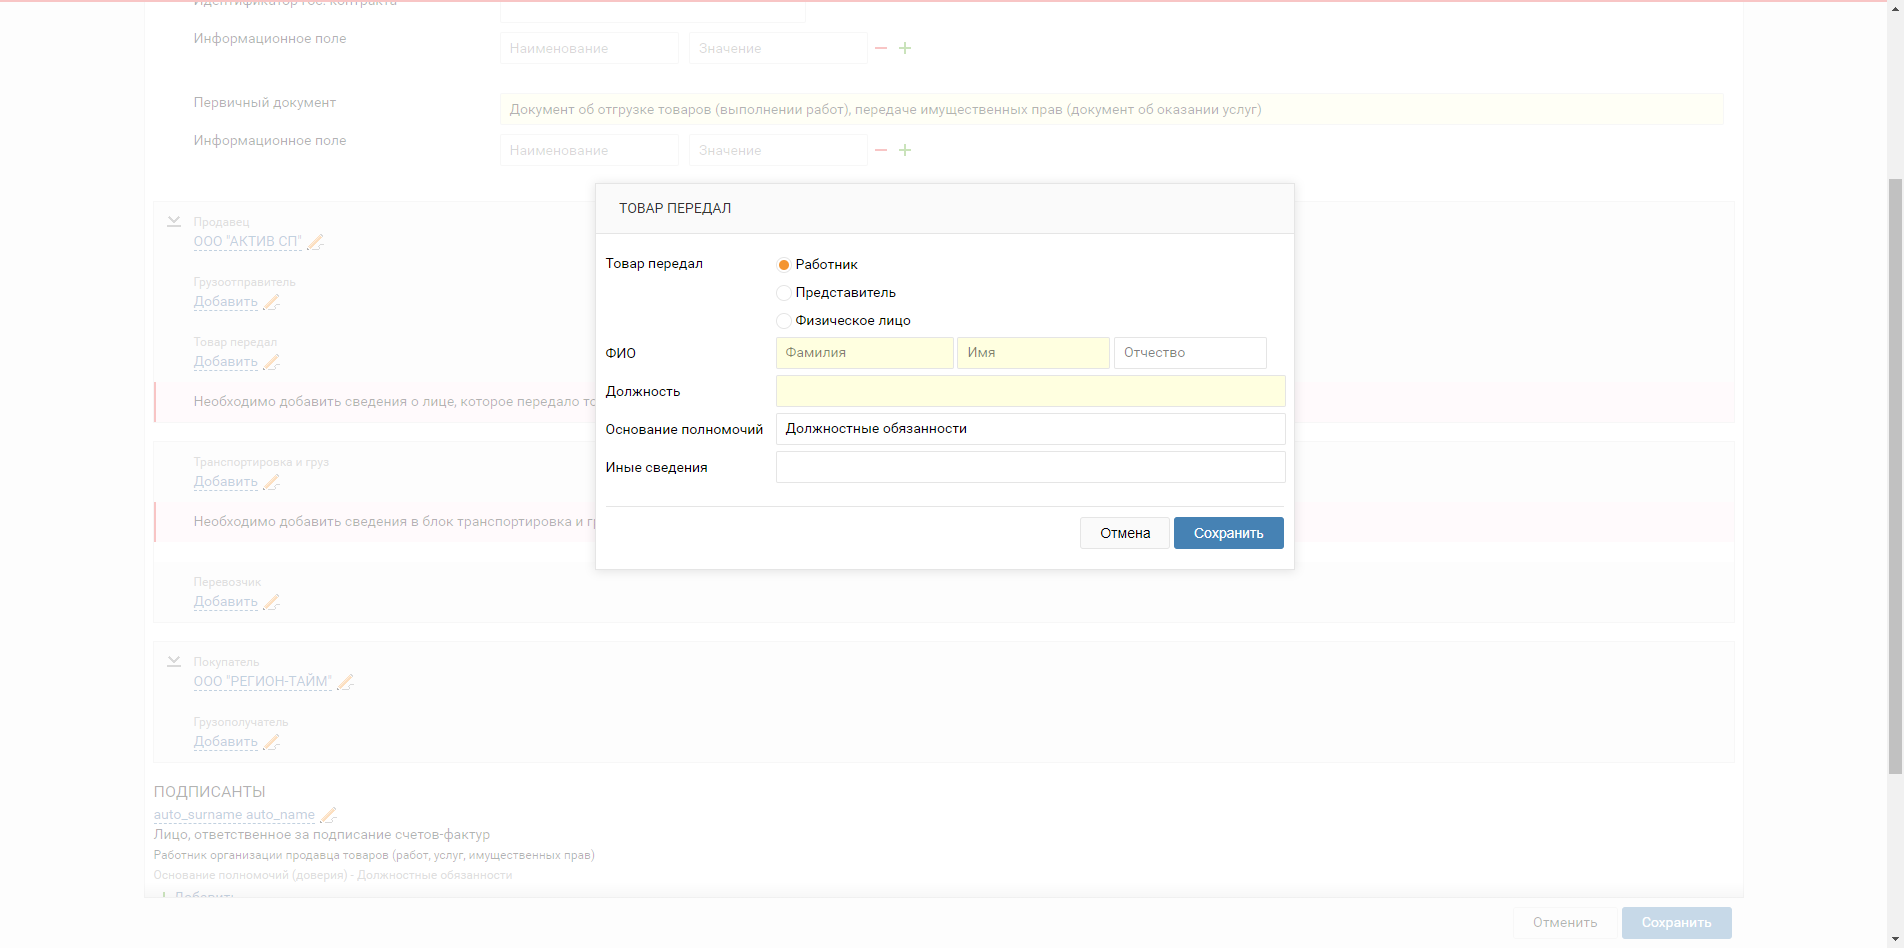 Идентификатор гос. контракта
Информационное поле
Наименование
Значение
Первичный документ
Документ об отгрузке товаров (выполнении работ), передаче имущественных прав (документ об оказании услуг)
Информационное поле
Наименование
Значение
Продавец
ООО "АКТИВ СП"
Грузоотправитель
Добавить
Товар передал
Добавить
Необходимо добавить сведения о лице, которое передало
Транспортировка и груз
Добавить
Необходимо добавить сведения в блок транспортировка и
Перевозчик
Добавить
Покупатель
ООО "РЕГИОН-ТАЙМ"
Грузополучатель
Добавить
ТОВАР ПЕРЕДАЛ
Товар передал
Работник
Представитель
Физическое лицо
ФИО
Фамилия
Имя
Отчество
Должность
Основание полномочий
Должностные обязанности
Иные сведения
Отмена
Сохранить
ПОДПИСАНТЫ
auto_surname auto_name
Лицо, ответственное за подписание счетов-фактур
Работник организации продавца товаров (работ, услуг, имущественных прав)
Основание полномочий (доверия) - Должностные обязанности
Добавить
Отменить
Сохранить